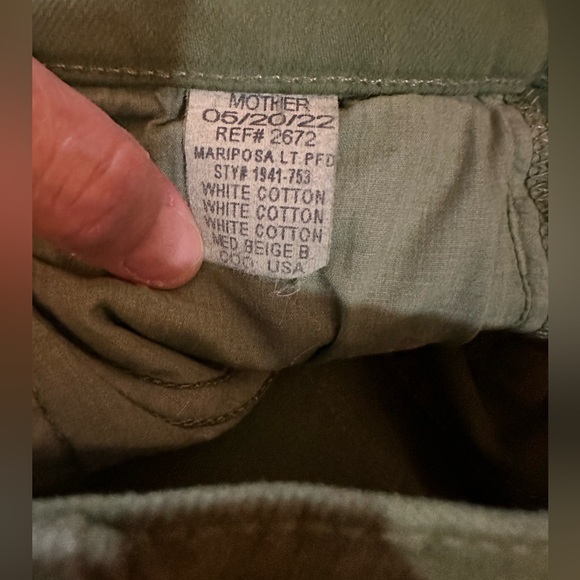 MOTHER
05/20/22
REF# 2672
MARIPOSA LT PFD
STY# 1941-753
WHITE COTTON
WHITE COTTON
WHITE COTTON
MED BEIGE B
COO: USA